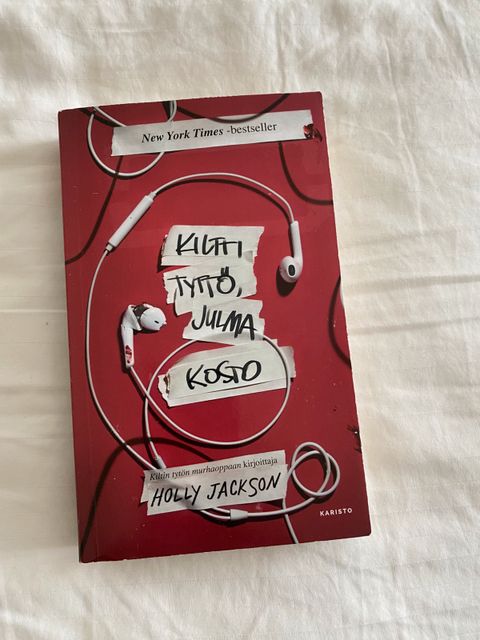 New York Times -bestseller
KILTTI
TYTTÖ,
JULMA
KOSTO
Kiltin tytön murhaoppaan kirjoittaja
HOLLY JACKSON
KARISTO